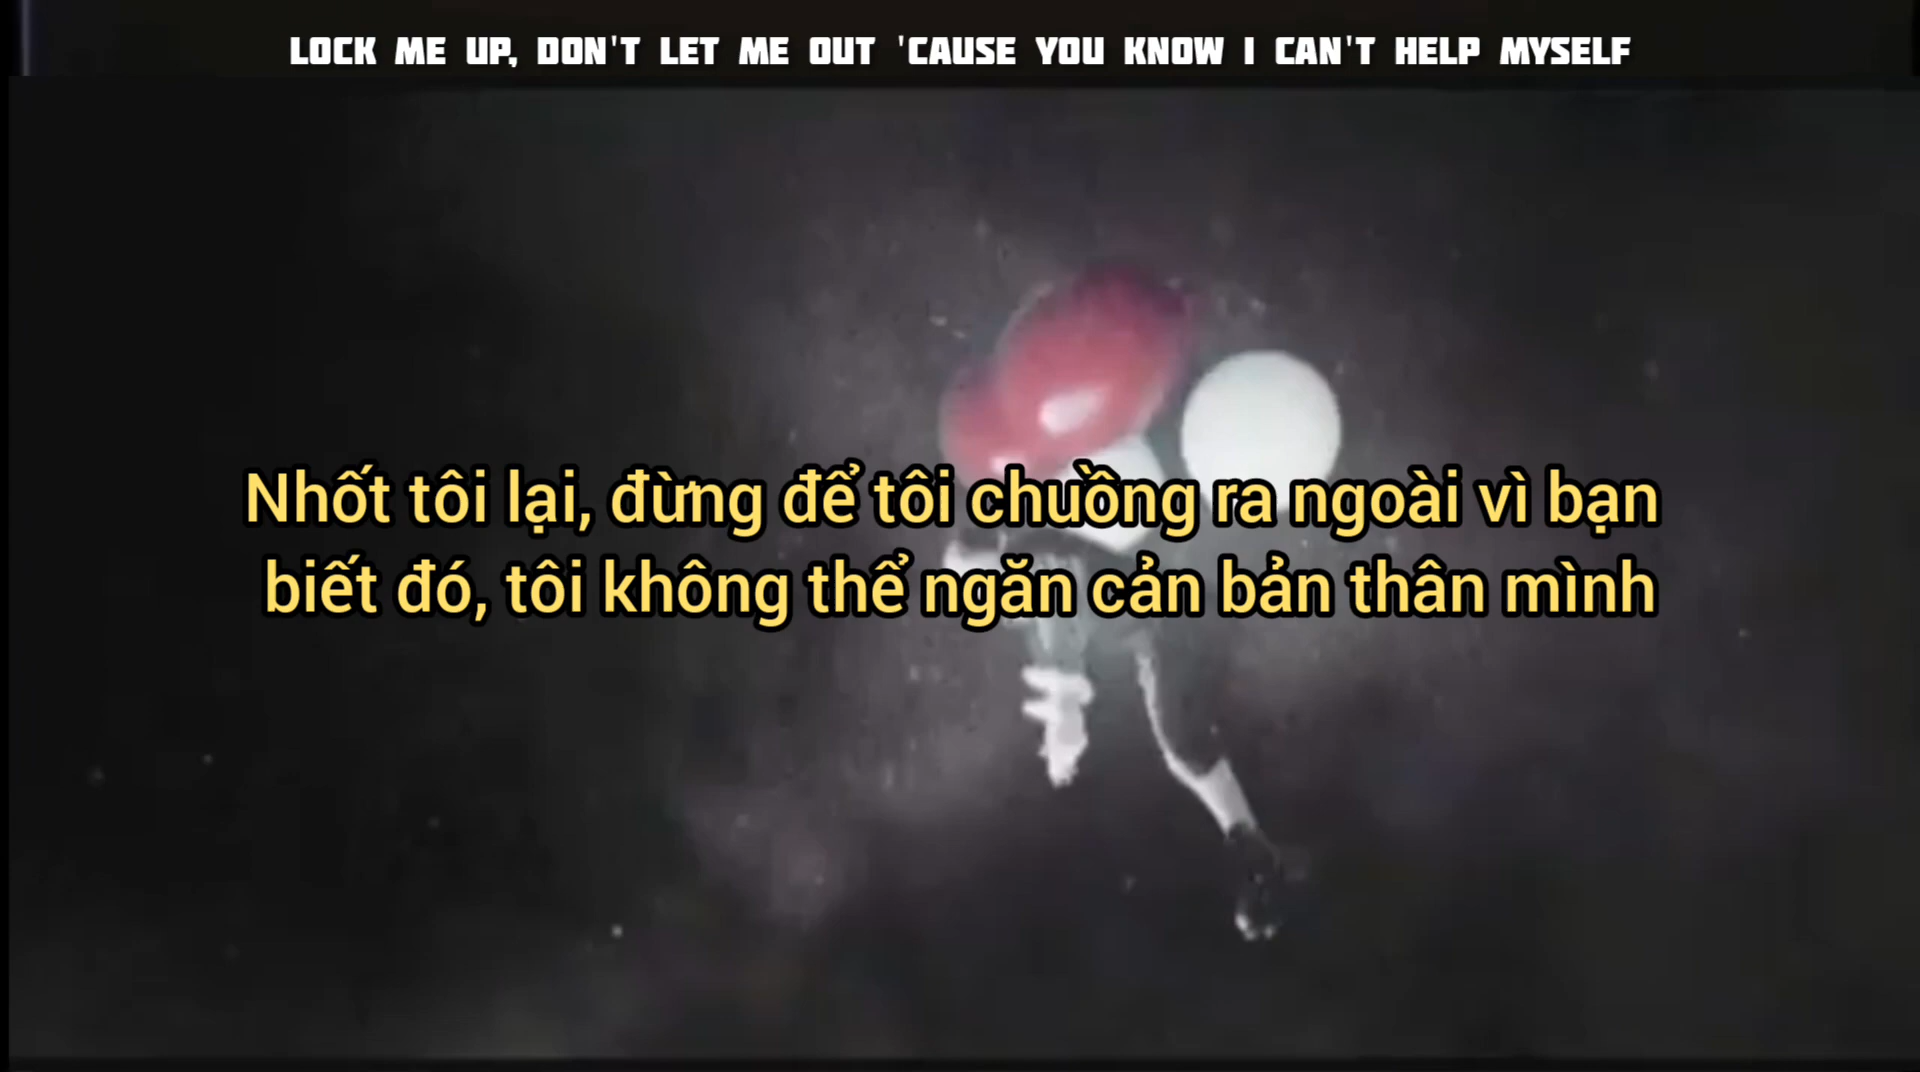 LOCK ME UP, DON'T LET ME OUT 'CAUSE YOU KNOW I CAN'T HELP MYSELF
Nhốt tôi lại, đừng để tôi chuồng ra ngoài vì bạn
biết đó, tôi không thể ngăn cản bản thân mình